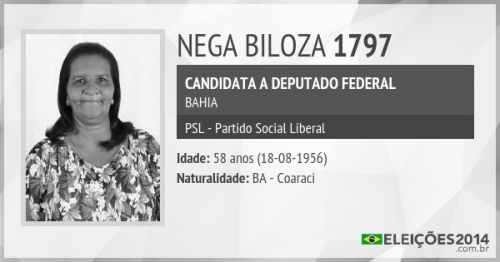 NEGA BILOZA 1797
CANDIDATA A DEPUTADO FEDERAL
BAHIA
PSL - Partido Social Liberal
Idade: 58 anos (18-08-1956)
Naturalidade: BA - Coaraci
ELEIÇÕES2014
.com.br